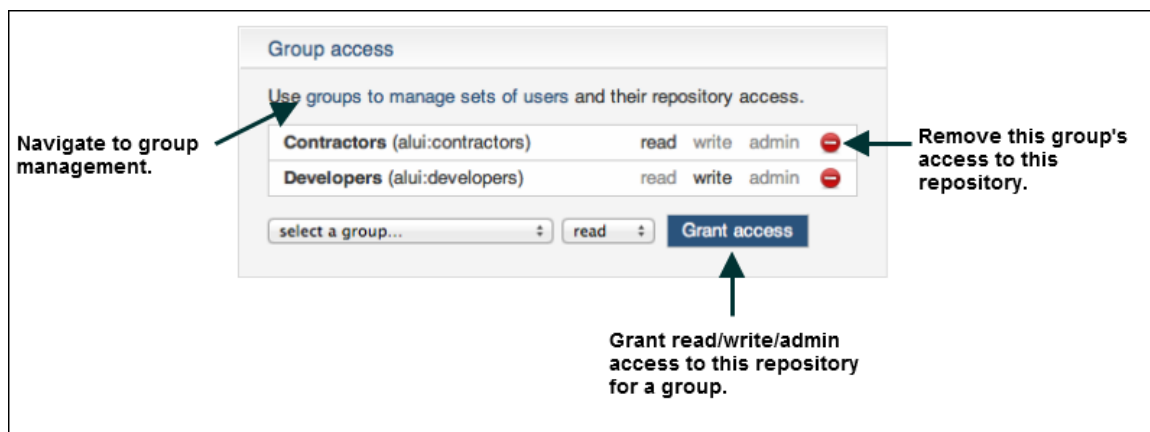 Group access
Use groups to manage sets of users and their repository access.
Navigate to group
management.
Contractors (alui:contractors) read write admin
Remove this group's
access to this
repository.
Developers (alui:developers) read write admin
select a group... read Grant access
Grant read/write/admin
access to this repository
for a group.